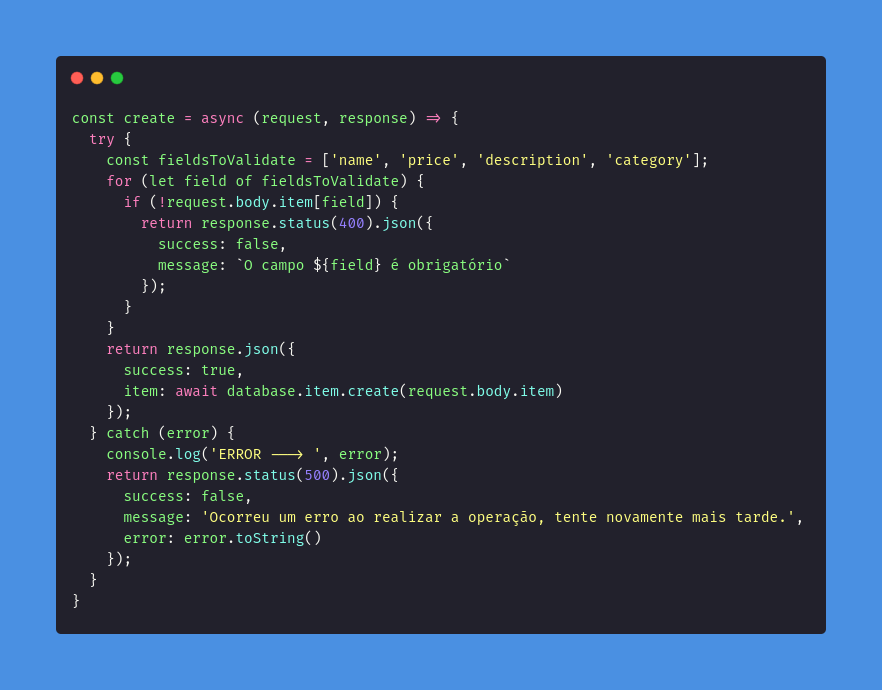 const create = async (request, response) => {
  try {
    const fieldsToValidate = ['name', 'price', 'description', 'category'];
    for (let field of fieldsToValidate) {
      if (!request.body.item[field]) {
        return response.status(400).json({
          success: false,
          message: `O campo ${field} é obrigatório`
        });
      }
    }
    return response.json({
      success: true,
      item: await database.item.create(request.body.item)
    });
  } catch (error) {
    console.log('ERROR ---> ', error);
    return response.status(500).json({
      success: false,
      message: 'Ocorreu um erro ao realizar a operação, tente novamente mais tarde.',
      error: error.toString()
    });
  }
}